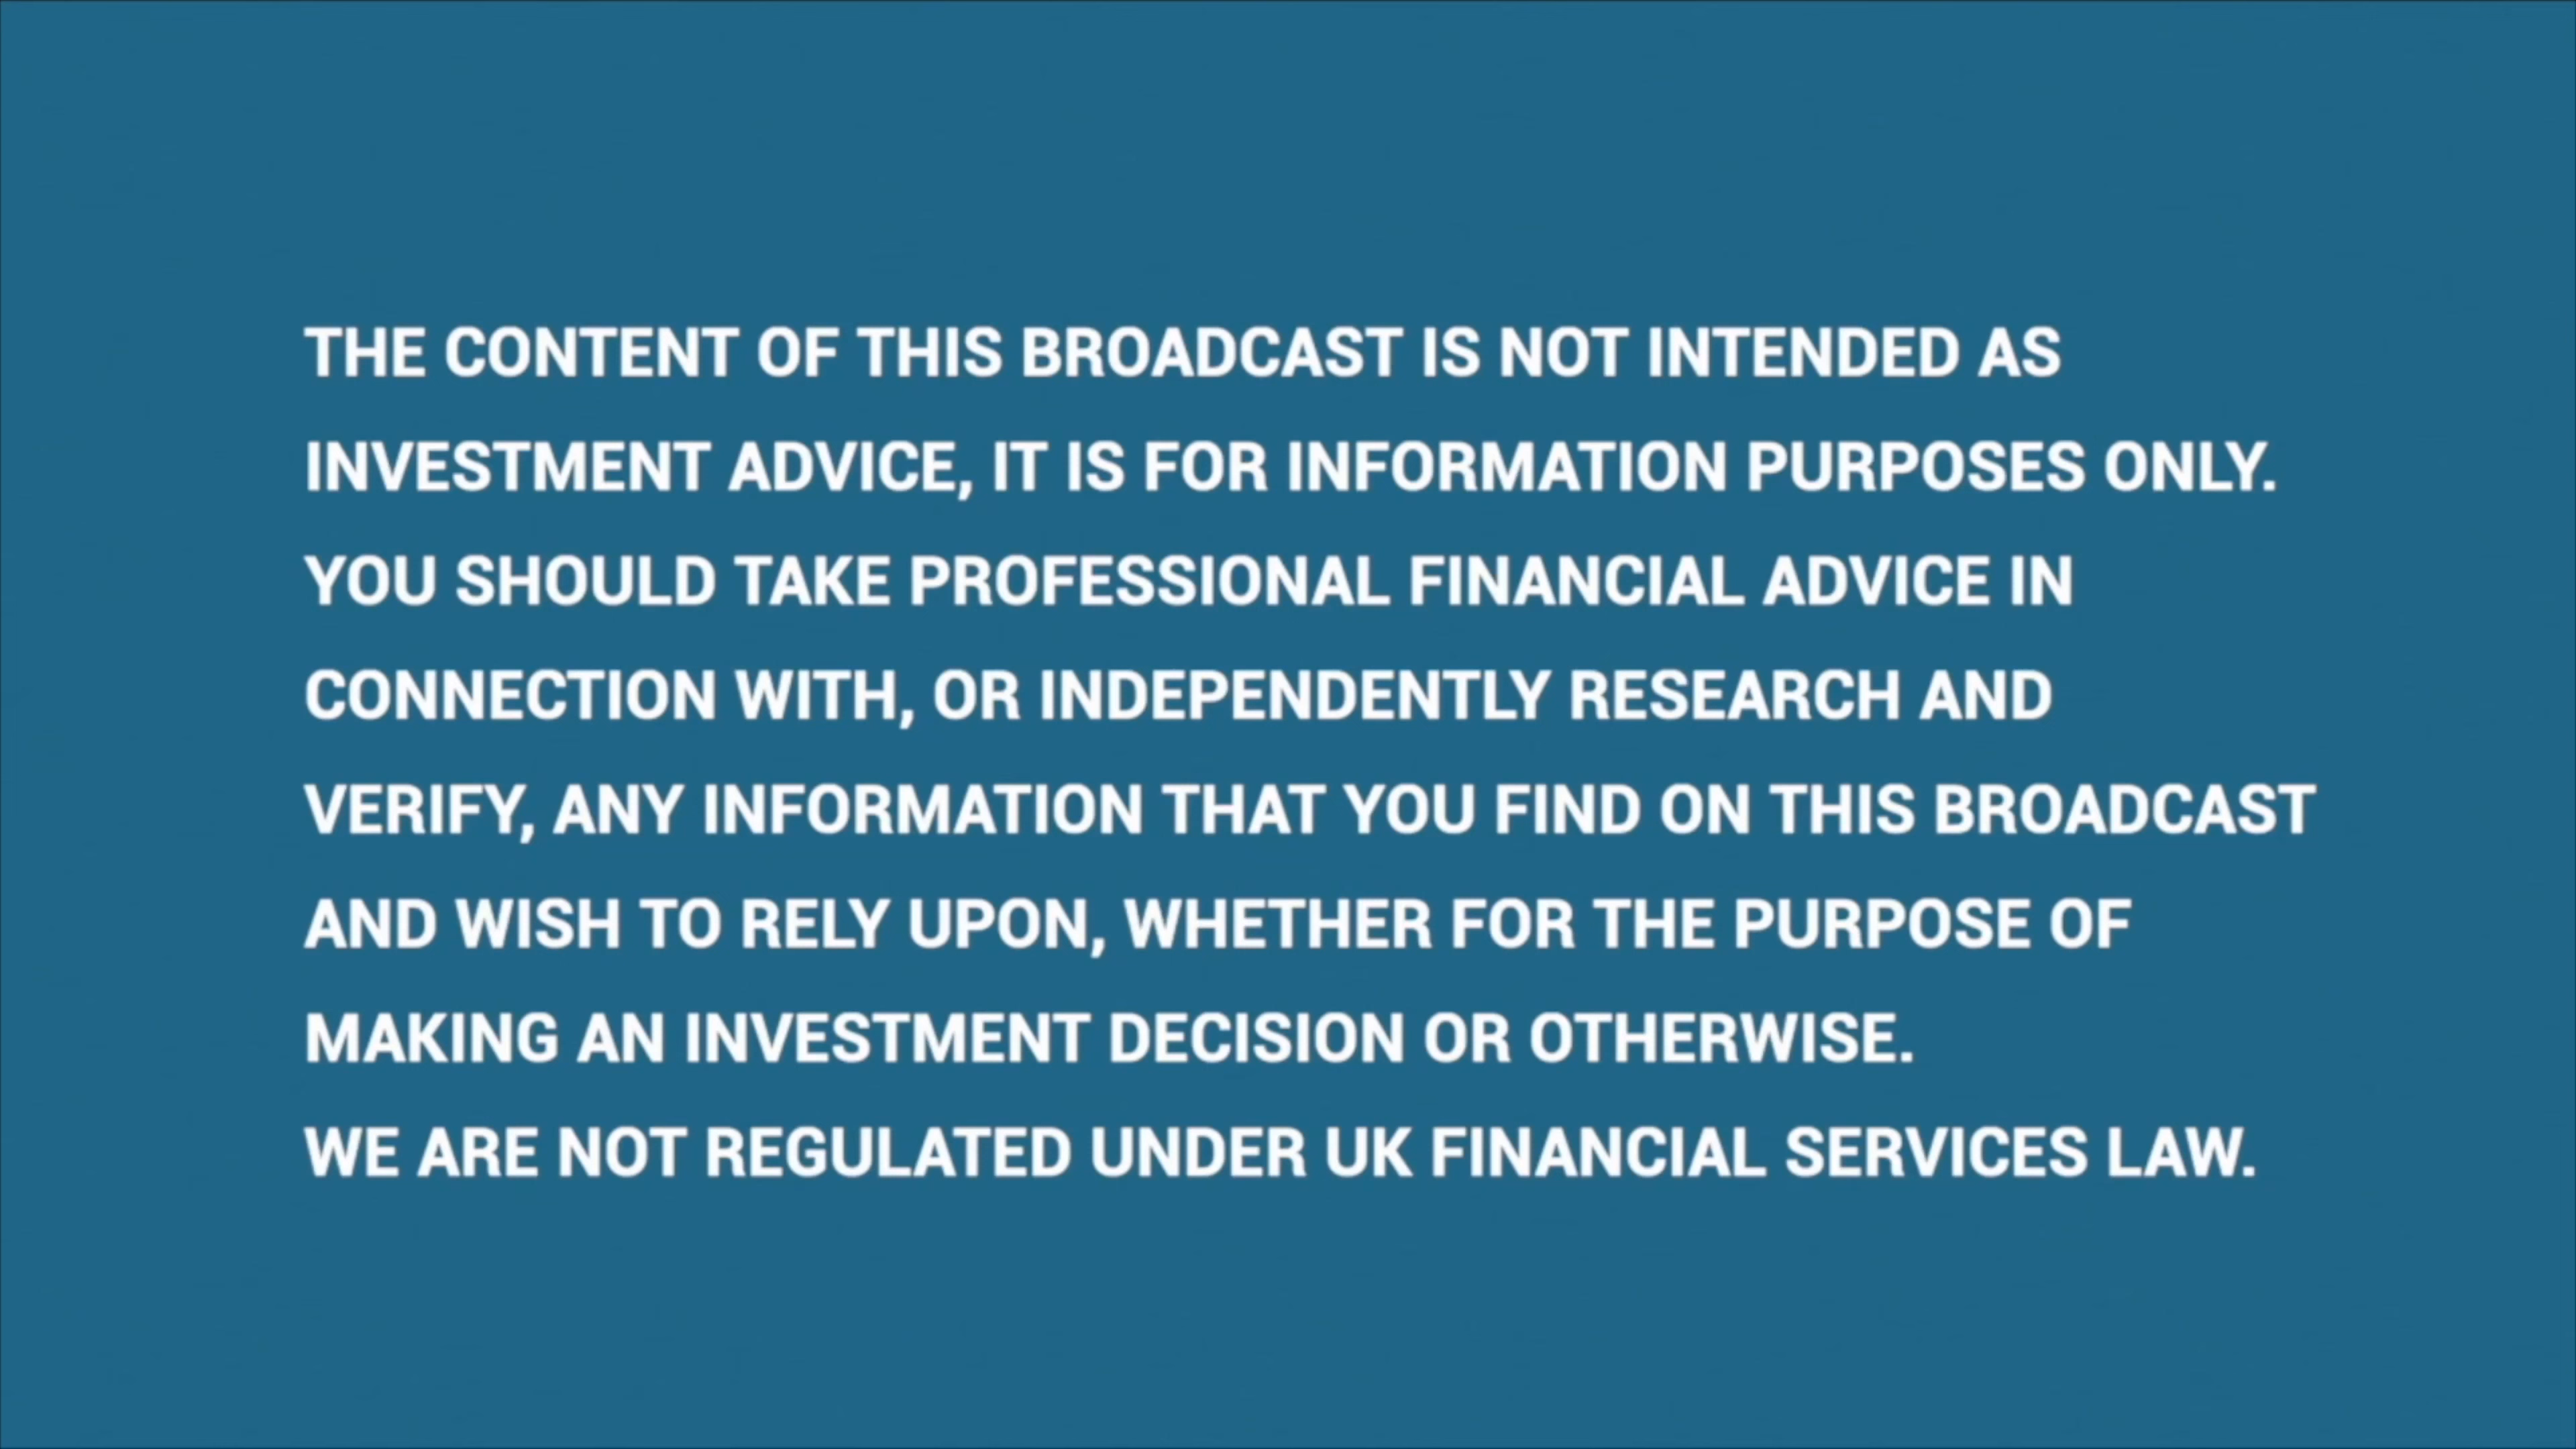 THE CONTENT OF THIS BROADCAST IS NOT INTENDED AS
INVESTMENT ADVICE, IT IS FOR INFORMATION PURPOSES ONLY.
YOU SHOULD TAKE PROFESSIONAL FINANCIAL ADVICE IN
CONNECTION WITH, OR INDEPENDENTLY RESEARCH AND
VERIFY, ANY INFORMATION THAT YOU FIND ON THIS BROADCAST
AND WISH TO RELY UPON, WHETHER FOR THE PURPOSE OF
MAKING AN INVESTMENT DECISION OR OTHERWISE.
WE ARE NOT REGULATED UNDER UK FINANCIAL SERVICES LAW.